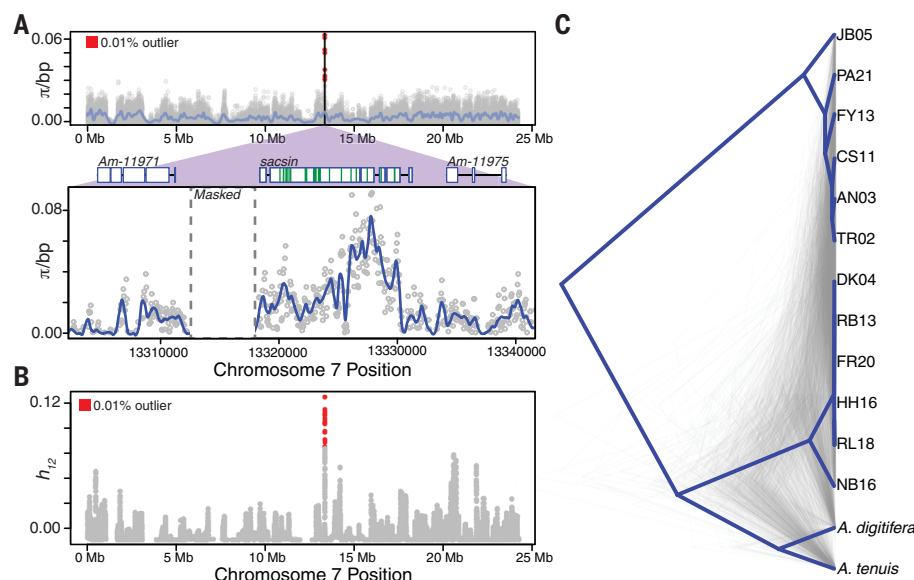 A
0.06
0.01% outlier
π/bp
0.00
0 Mb 5 Mb 10 Mb 15 Mb 20 Mb 25 Mb
Am-11971 sacsin Am-11975
Masked
0.08
π/bp
0.00
13310000 13320000 13330000 13340000
Chromosome 7 Position
B
0.12
0.01% outlier
h12
0.00
0 Mb 5 Mb 10 Mb 15 Mb 20 Mb 25 Mb
Chromosome 7 Position
C
JB05
PA21
FY13
CS11
AN03
TR02
DK04
RB13
FR20
HH16
RL18
NB16
A. digitifera
A. tenuis